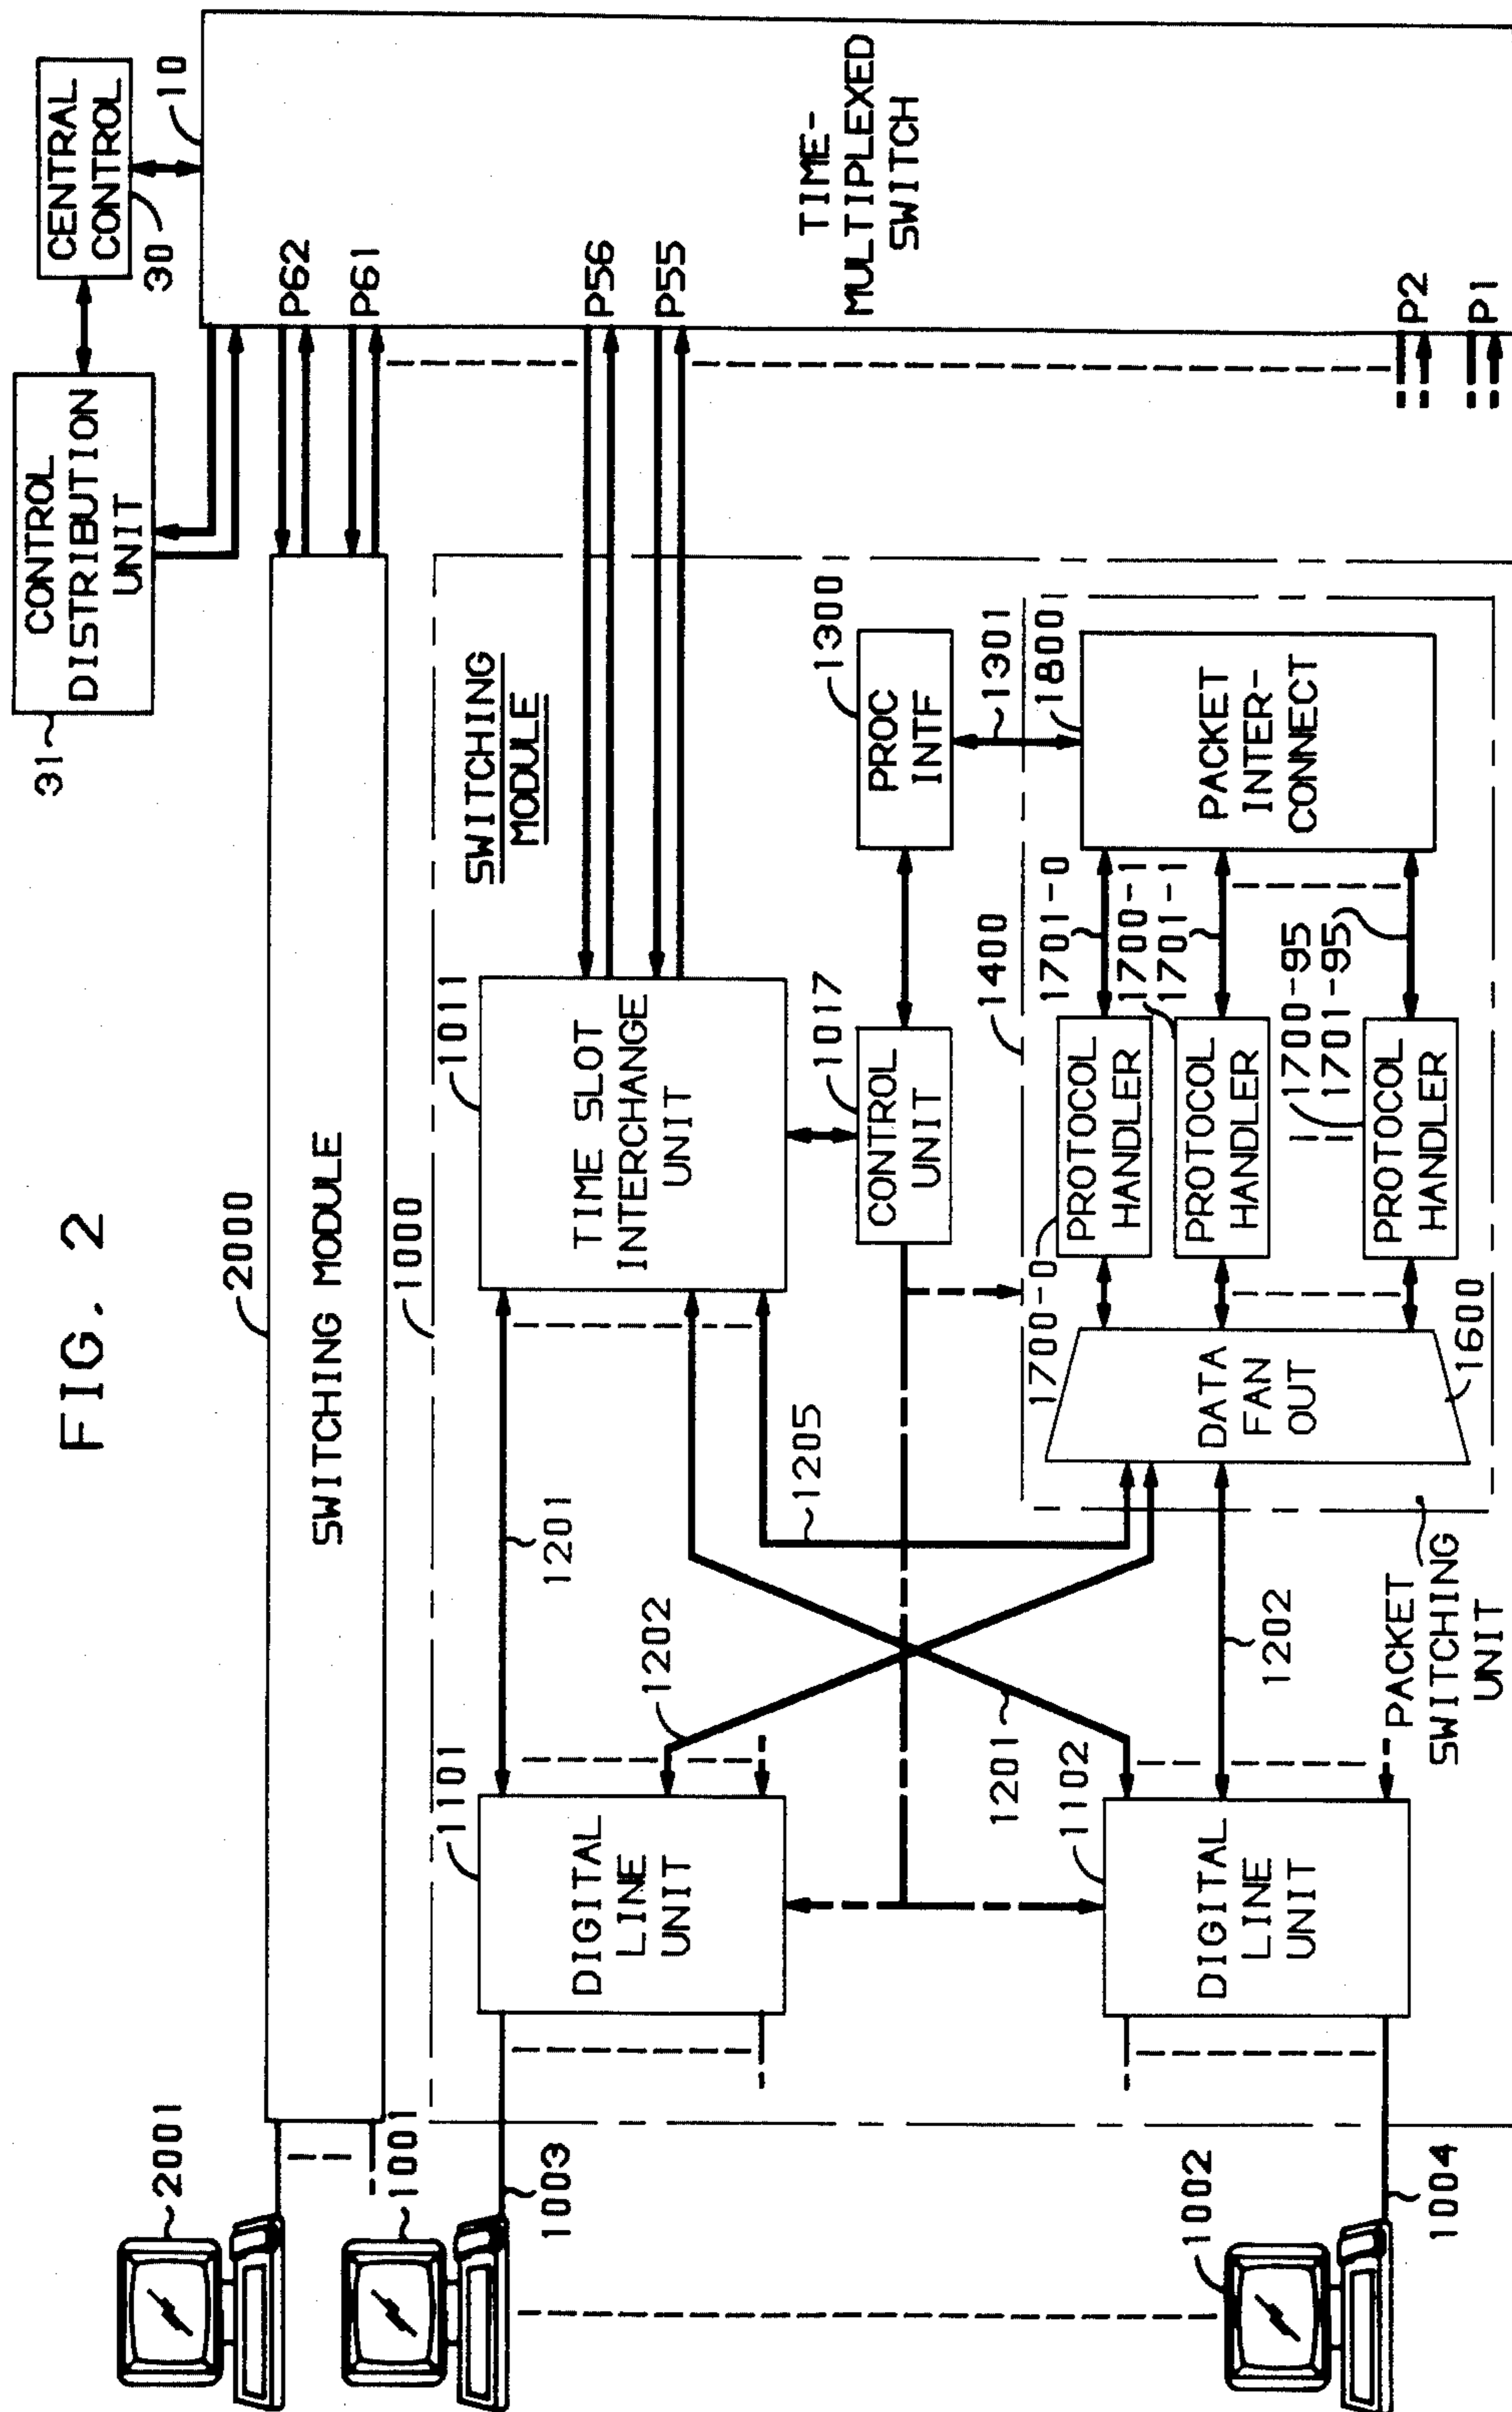 FIG. 2
CENTRAL
CONTROL
30
10
CONTROL
DISTRIBUTION
UNIT
31
TIME-
MULTIPLEXED
SWITCH
P62
P61
P56
P55
P2
P1
2001
2000
SWITCHING MODULE
1000
SWITCHING
MODULE
1001
1003
1002
1004
1101
DIGITAL
LINE
UNIT
1102
DIGITAL
LINE
UNIT
1201
1202
1205
1201
1202
1011
TIME SLOT
INTERCHANGE
UNIT
1017
CONTROL
UNIT
1300
PROC
INTF
1301
1400
1800
PACKET
INTER-
CONNECT
1700-0
PROTOCOL
HANDLER
1701-0
1700-1
1701-1
PROTOCOL
HANDLER
1700-95
1701-95
PROTOCOL
HANDLER
DATA
FAN
OUT
1600
PACKET
SWITCHING
UNIT